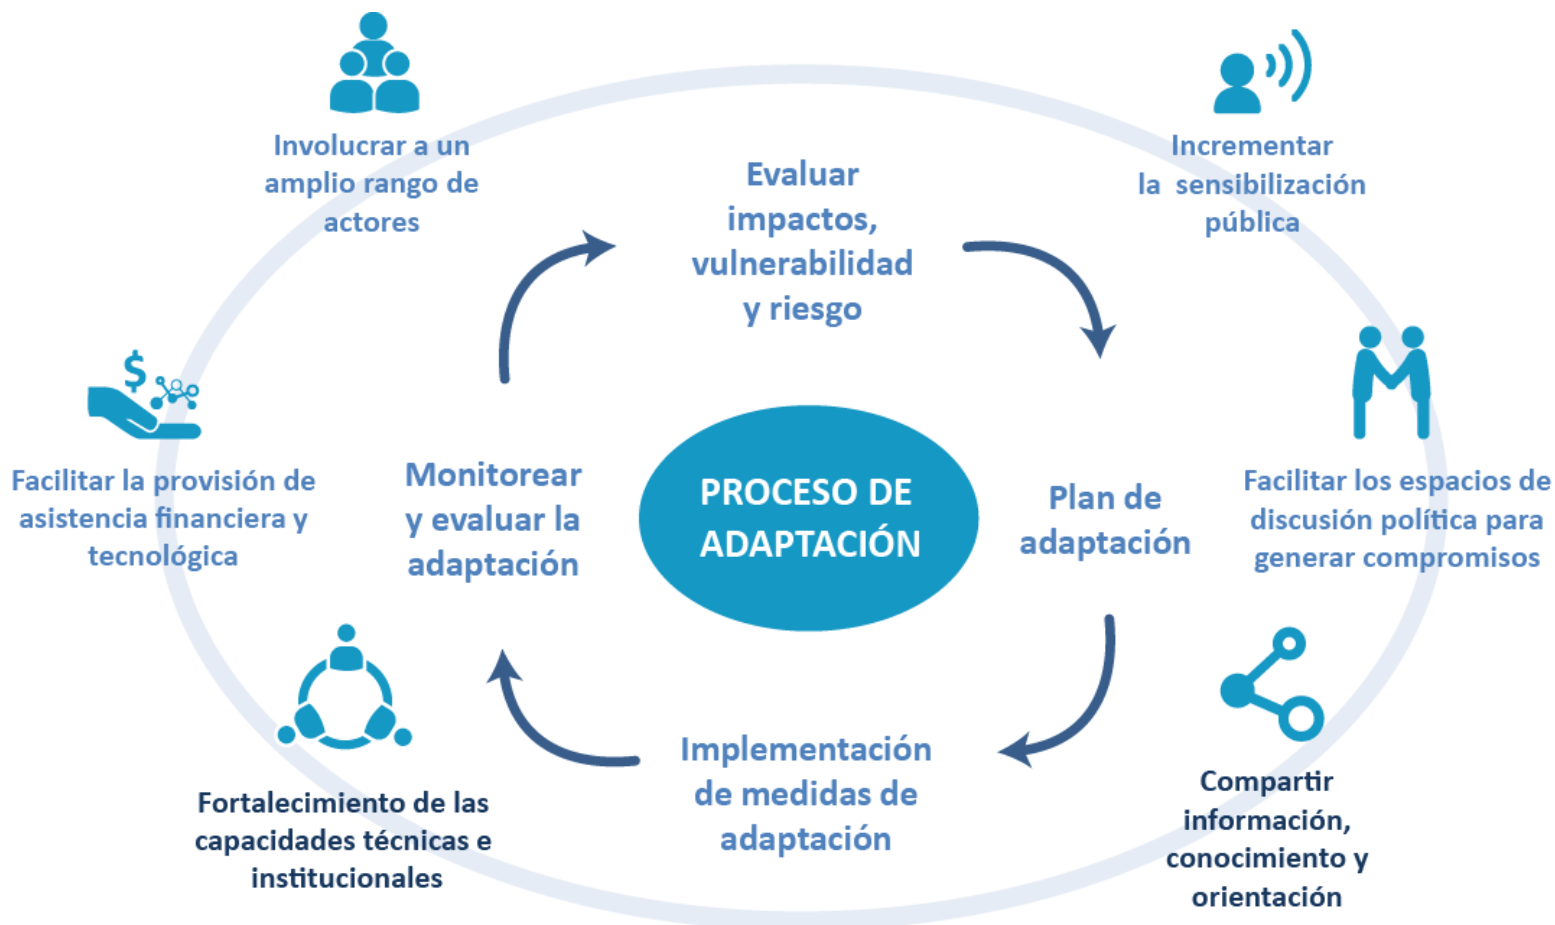 Involucrar a un
amplio rango de
actores
Incrementar
la sensibilización
pública
Evaluar
impactos,
vulnerabilidad
y riesgo
$
Facilitar la provisión de
asistencia financiera y
tecnológica
Monitorear
y evaluar la
adaptación
PROCESO DE
ADAPTACIÓN
Plan de
adaptación
Facilitar los espacios de
discusión política para
generar compromisos
Fortalecimiento de las
capacidades técnicas e
institucionales
Implementación
de medidas de
adaptación
Compartir
información,
conocimiento y
orientación